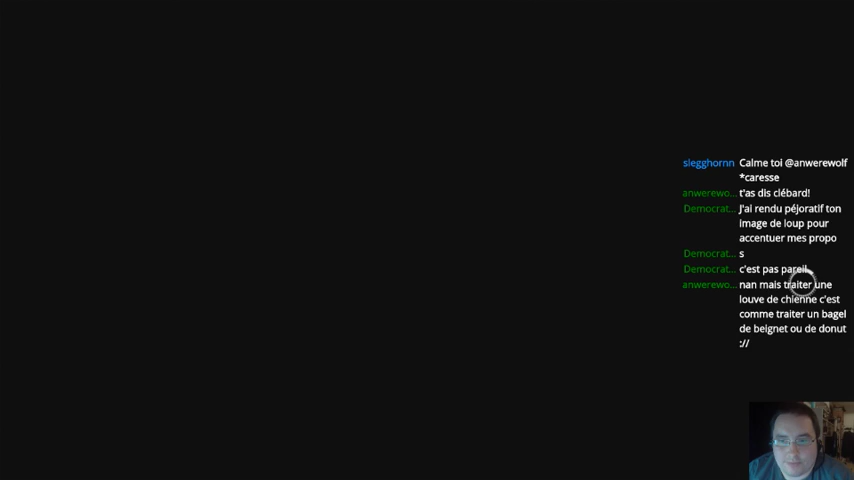 slegghornn Calme toi @anwerewolf
*caresse
anwerewo... t'as dis clébard!
Democrat... J'ai rendu péjoratif ton
image de loup pour
accentuer mes propo
Democrat... s
Democrat... c'est pas pareil
anwerewo... nan mais traiter une
louve de chienne c'est
comme traiter un bagel
de beignet ou de donut
://